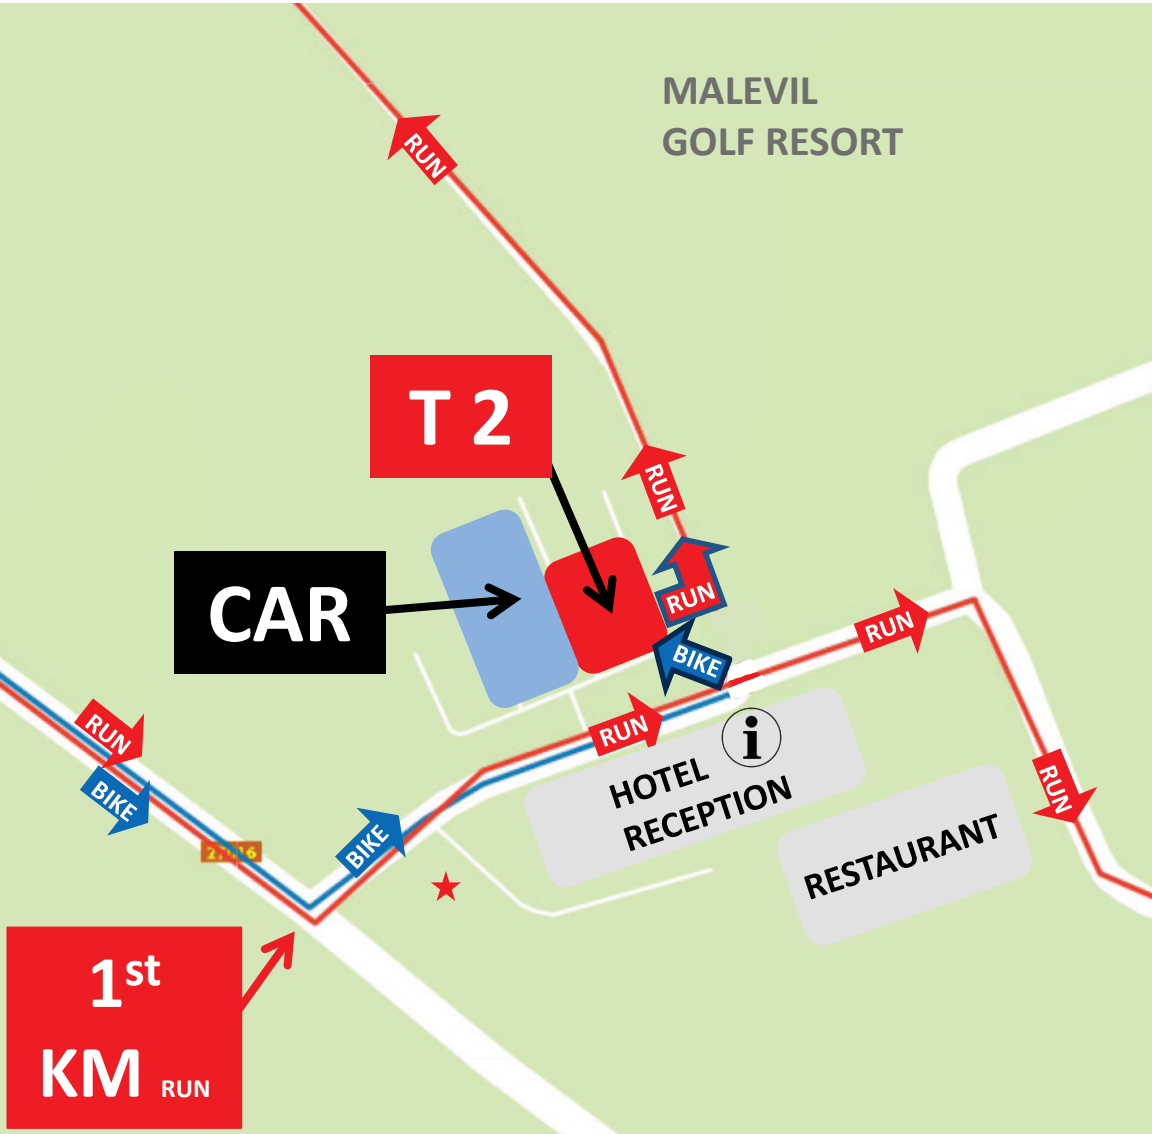 MALEVIL
GOLF RESORT
RUN
T 2
RUN
CAR
RUN
RUN
BIKE
RUN
RUN
BIKE
RUN
BIKE
i
HOTEL
RECEPTION
RESTAURANT
RUN
1st
KM RUN